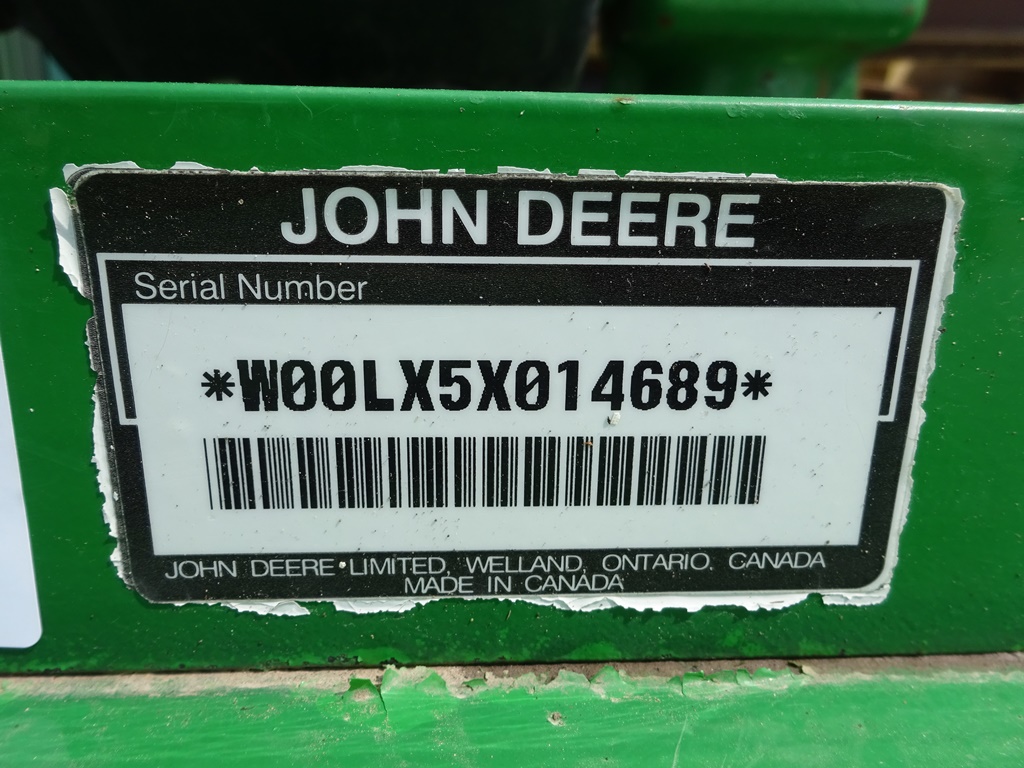 JOHN DEERE
Serial Number
*W00LX5X014689*
JOHN DEERE LIMITED, WELLAND, ONTARIO, CANADA
MADE IN CANADA